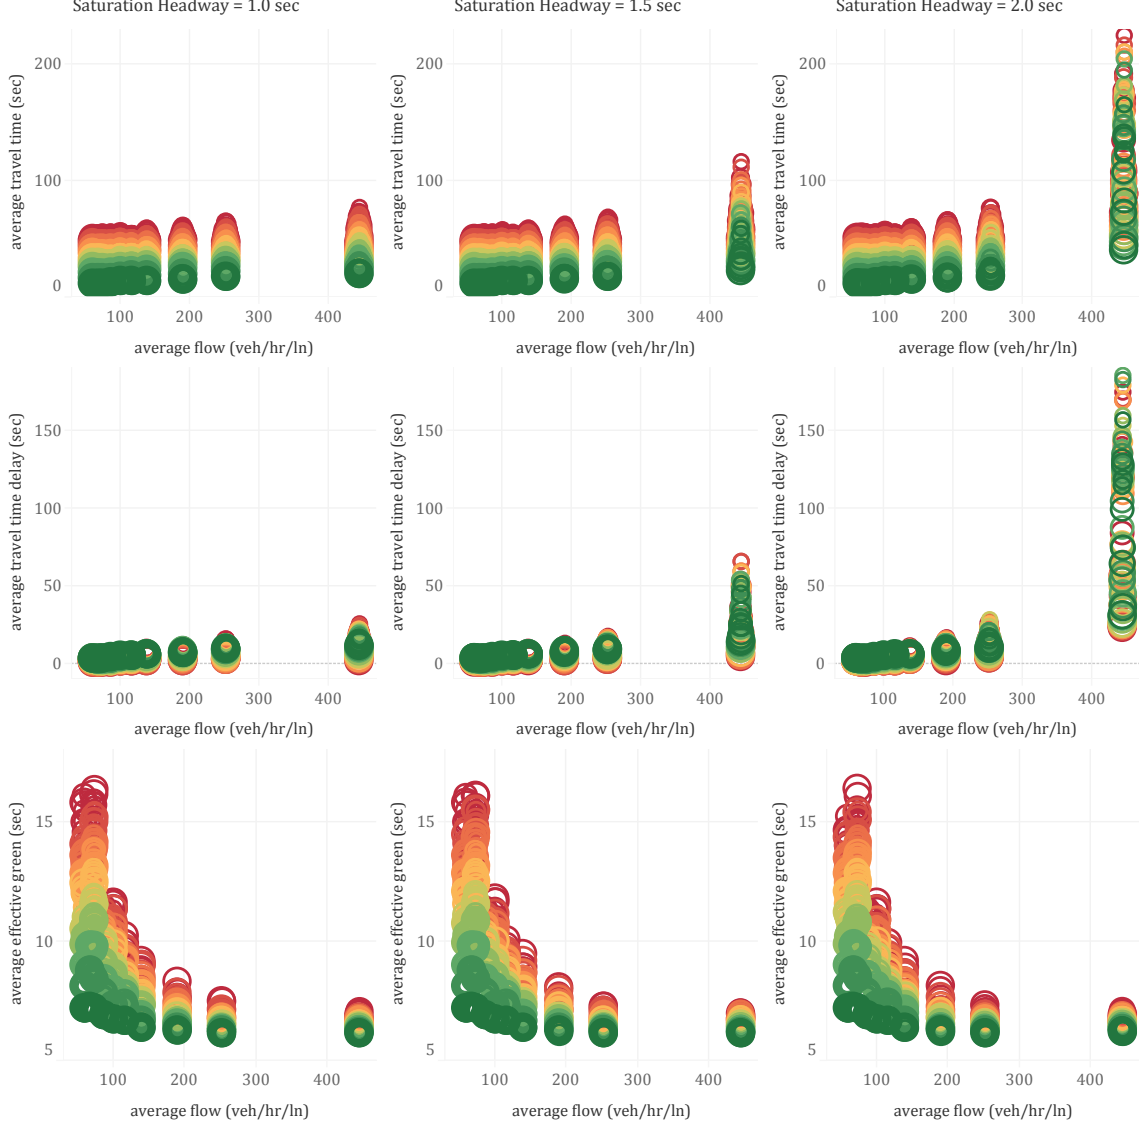 Saturation Headway = 1.0 sec
Saturation Headway = 1.5 sec
Saturation Headway = 2.0 sec
average travel time (sec)
200
100
0
100 200 300 400
average flow (veh/hr/ln)
average travel time (sec)
200
100
0
100 200 300 400
average flow (veh/hr/ln)
average travel time (sec)
200
100
0
100 200 300 400
average flow (veh/hr/ln)
average travel time delay (sec)
150
100
50
0
100 200 300 400
average flow (veh/hr/ln)
average travel time delay (sec)
150
100
50
0
100 200 300 400
average flow (veh/hr/ln)
average travel time delay (sec)
150
100
50
0
100 200 300 400
average flow (veh/hr/ln)
average effective green (sec)
15
10
5
100 200 300 400
average flow (veh/hr/ln)
average effective green (sec)
15
10
5
100 200 300 400
average flow (veh/hr/ln)
average effective green (sec)
15
10
5
100 200 300 400
average flow (veh/hr/ln)